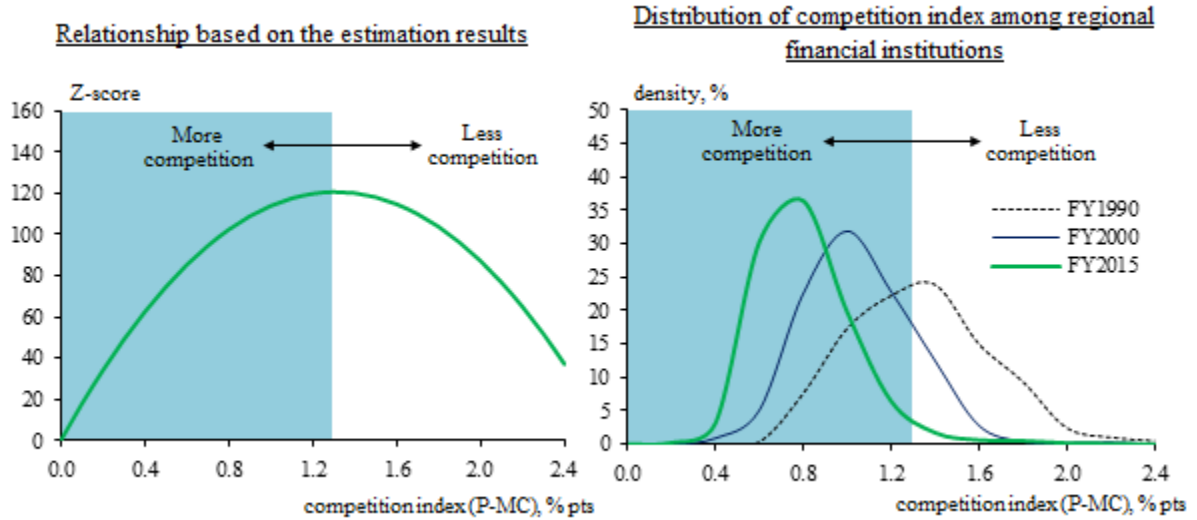 Relationship based on the estimation results
Z-score
160
140
120
100
80
60
40
20
0
More
competition
Less
competition
0.0 0.4 0.8 1.2 1.6 2.0 2.4
competition index (P-MC), % pts
Distribution of competition index among regional
financial institutions
density, %
50
45
40
35
30
25
20
15
10
5
0
More
competition
Less
competition
FY1990
FY2000
FY2015
0.0 0.4 0.8 1.2 1.6 2.0 2.4
competition index (P-MC), % pts